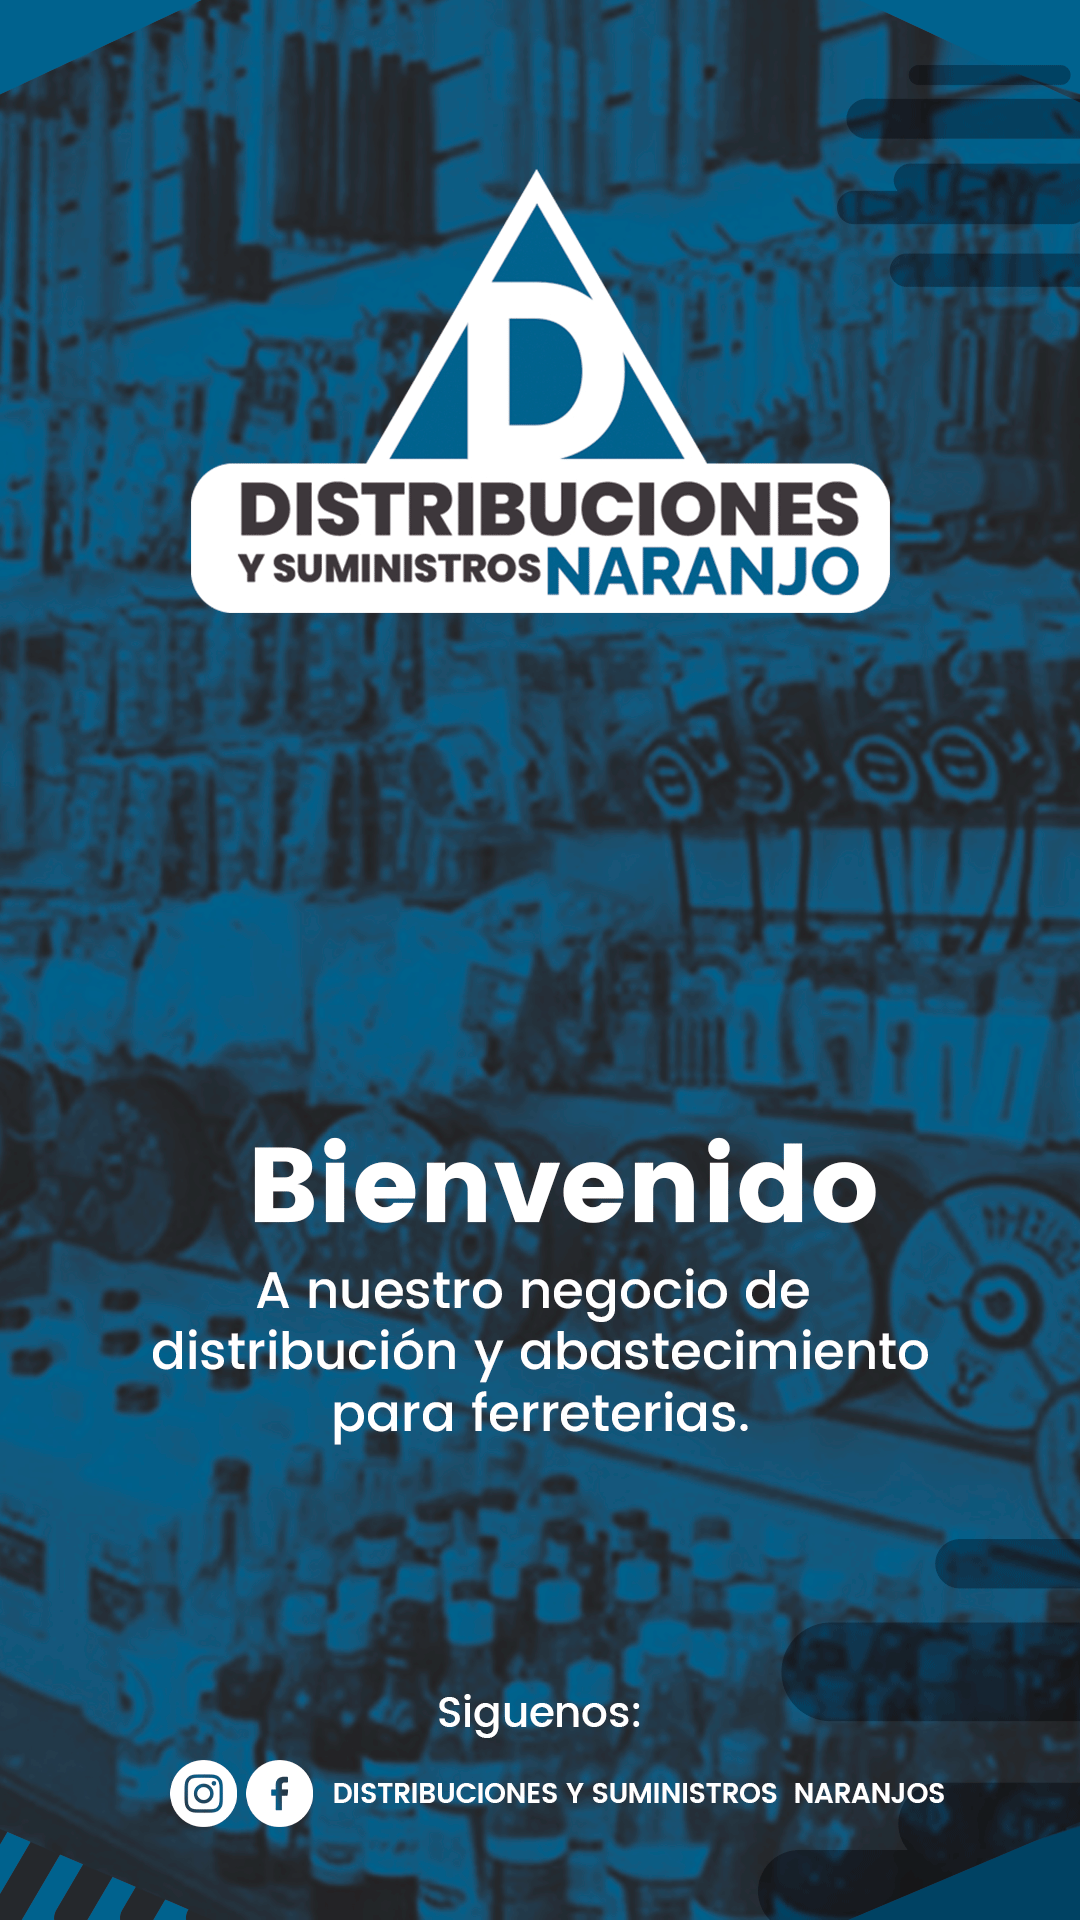 D
DISTRIBUCIONES
Y SUMINISTROS NARANJO
Bienvenido
A nuestro negocio de
distribución y abastecimiento
para ferreterias.
Siguenos:
DISTRIBUCIONES Y SUMINISTROS NARANJOS